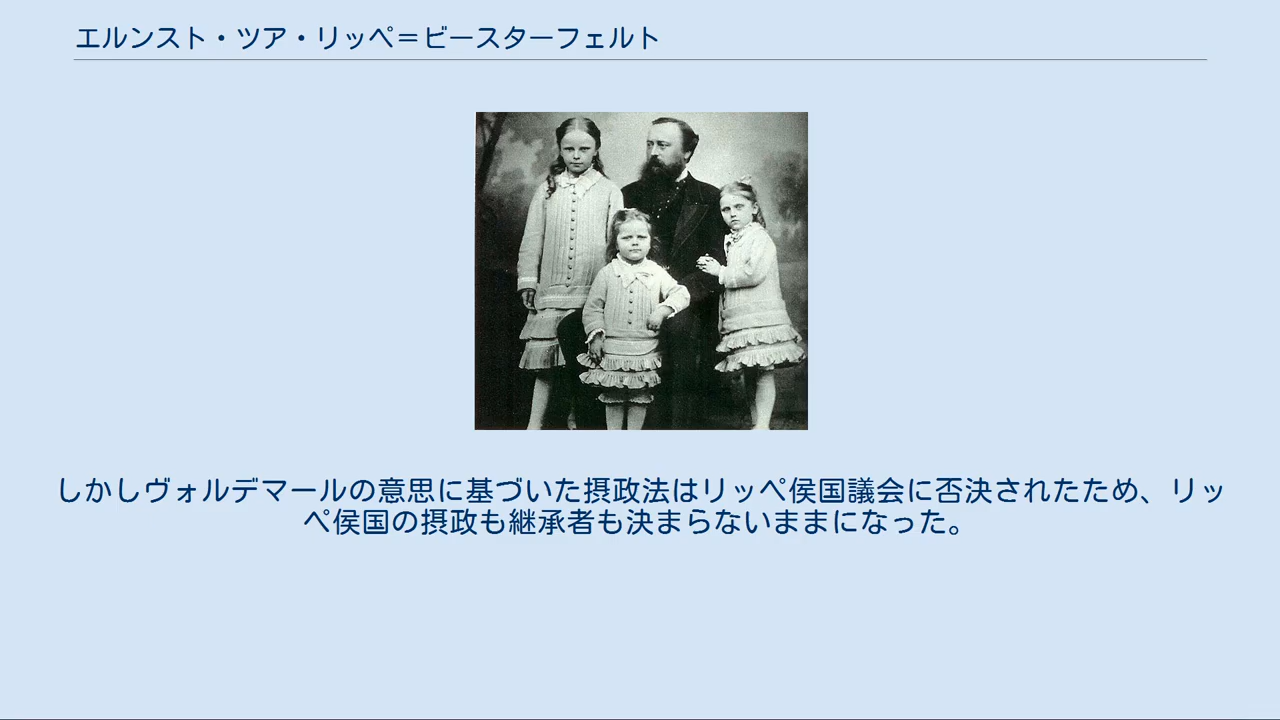 エルンスト・ツア・リッペ＝ビースターフェルト
しかしヴォルデマールの意思に基づいた摂政法はリッペ侯国議会に否決されたため、リッ
ペ侯国の摂政も継承者も決まらないままになった。